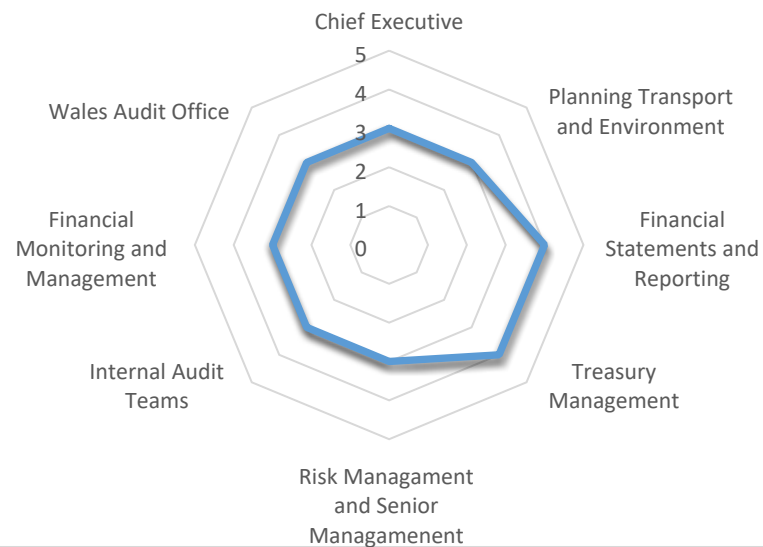 Chief Executive
5
4
3
2
1
0
Planning Transport
and Environment
Financial
Statements and
Reporting
Treasury
Management
Risk Managament
and Senior
Managamenent
Internal Audit
Teams
Financial
Monitoring and
Management
Wales Audit Office